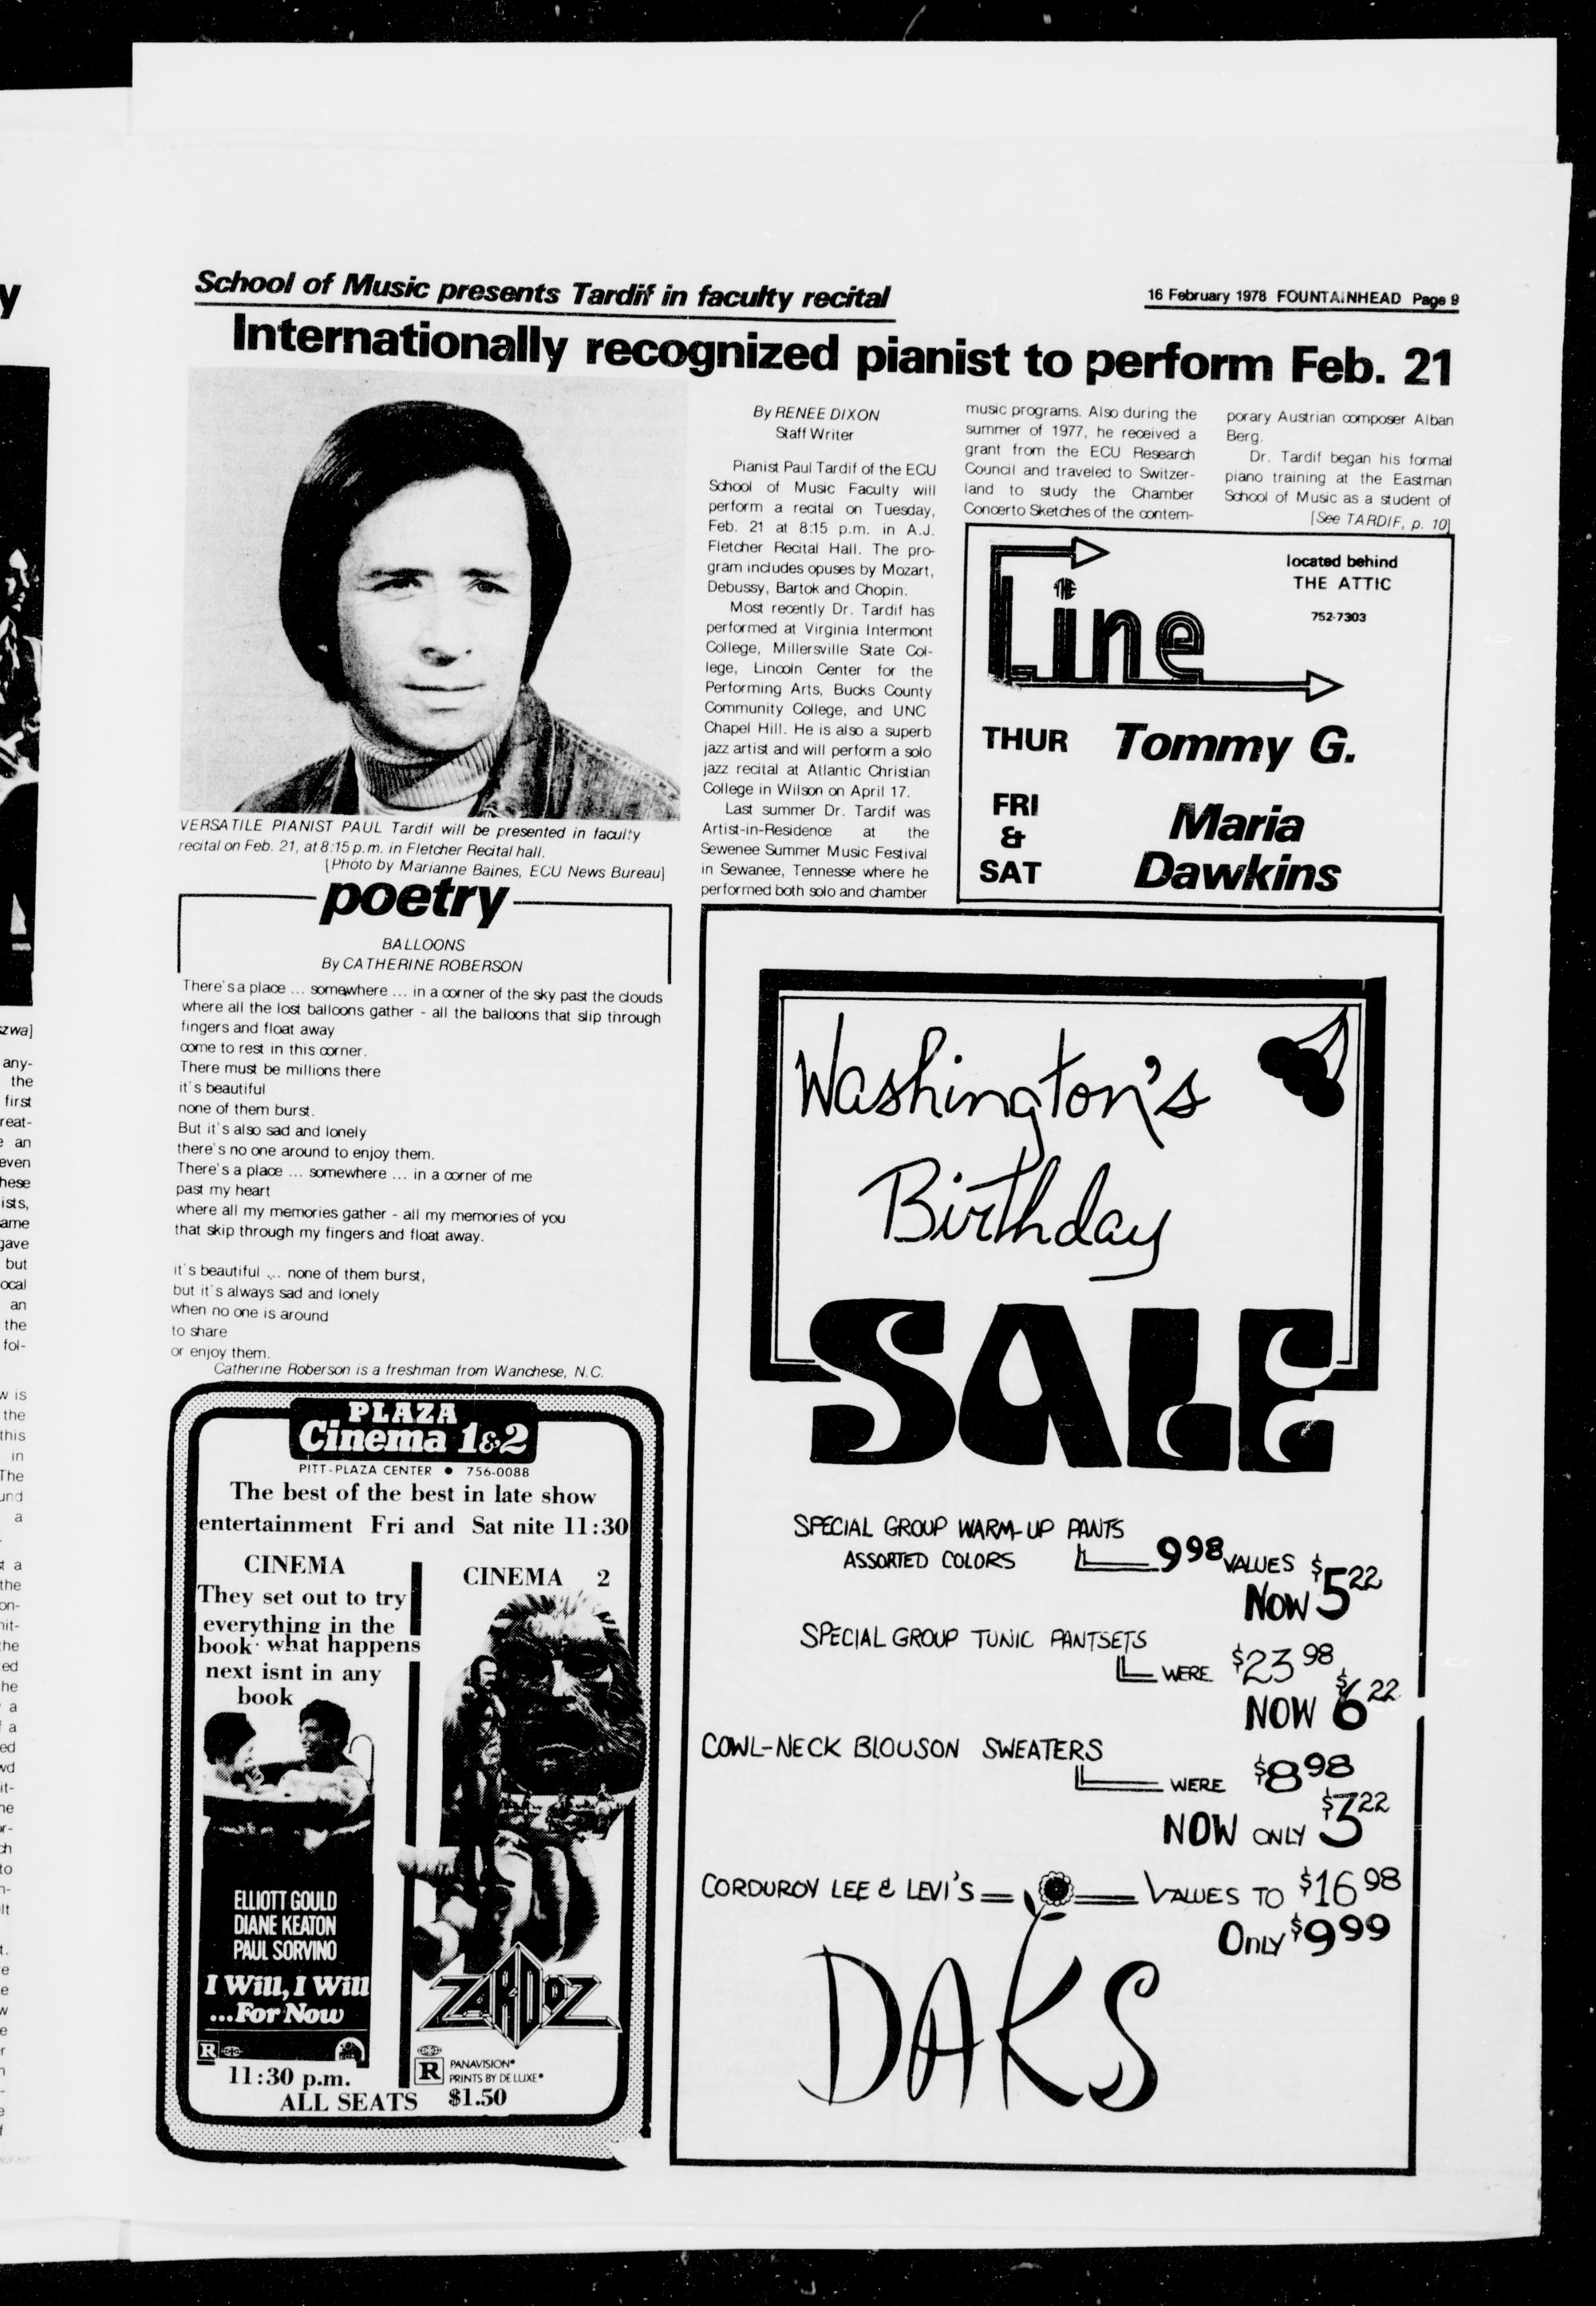 School of Music presents Tardif in faculty recital
16 February 1978 FOUNTAINHEAD Page 9
Internationally recognized pianist to perform Feb. 21
VERSATILE PIANIST PAUL Tardif will be presented in faculty
recital on Feb. 21, at 8:15 p.m. in Fletcher Recital hall.
[Photo by Marianne Baines, ECU News Bureau]
By RENEE DIXON
Staff Writer
Pianist Paul Tardif of the ECU
School of Music Faculty will
perform a recital on Tuesday,
Feb. 21 at 8:15 p.m. in A.J.
Fletcher Recital Hall. The pro-
gram includes opuses by Mozart,
Debussy, Bartok and Chopin.
Most recently Dr. Tardif has
performed at Virginia Intermont
College, Millersville State Col-
lege, Lincoln Center for the
Performing Arts, Bucks County
Community College, and UNC
Chapel Hill. He is also a superb
jazz artist and will perform a solo
jazz recital at Atlantic Christian
College in Wilson on April 17.
Last summer Dr. Tardif was
Artist-in-Residence at the
Sewenee Summer Music Festival
in Sewanee, Tennesse where he
performed both solo and chamber
music programs. Also during the
summer of 1977, he received a
grant from the ECU Research
Council and traveled to Switzer-
land to study the Chamber
Concerto Sketches of the contem-
porary Austrian composer Alban
Berg.
Dr. Tardif began his formal
piano training at the Eastman
School of Music as a student of
[See TARDIF, p. 10]
THE
Line
located behind
THE ATTIC
752-7303
THUR Tommy G.
FRI
&
SAT
Maria
Dawkins
poetry
BALLOONS
By CATHERINE ROBERSON
There's a place ... somewhere ... in a corner of the sky past the clouds
where all the lost balloons gather - all the balloons that slip through
fingers and float away
come to rest in this corner.
There must be millions there
it's beautiful
none of them burst.
But it's also sad and lonely
there's no one around to enjoy them.
There's a place ... somewhere ... in a corner of me
past my heart
where all my memories gather - all my memories of you
that skip through my fingers and float away.
it's beautiful ... none of them burst,
but it's always sad and lonely
when no one is around
to share
or enjoy them.
Catherine Roberson is a freshman from Wanchese, N.C.
PLAZA
Cinema 1&2
PITT-PLAZA CENTER • 756-0088
The best of the best in late show
entertainment Fri and Sat nite 11:30
CINEMA
They set out to try
everything in the
book what happens
next isnt in any
book
ELLIOTT GOULD
DIANE KEATON
PAUL SORVINO
I Will, I Will
...For Now
R
11:30 p.m.
CINEMA 2
ZARDOZ
R
PANAVISION®
PRINTS BY DE LUXE®
ALL SEATS $1.50
Washington's
Birthday
SALE
SPECIAL GROUP WARM-UP PANTS
ASSORTED COLORS 9 98 VALUES $5 22
NOW
SPECIAL GROUP TUNIC PANTSETS
WERE $23 98
NOW $6 22
COWL-NECK BLOUSON SWEATERS
WERE $8 98
NOW ONLY $3 22
CORDUROY LEE & LEVI'S VALUES TO $16 98
ONLY $9 99
DAKS
y
zwa]
any-
the
first
reat-
an
even
hese
ists,
ame
gave
but
ocal
an
the
fol-
w is
the
this
in
The
und
a